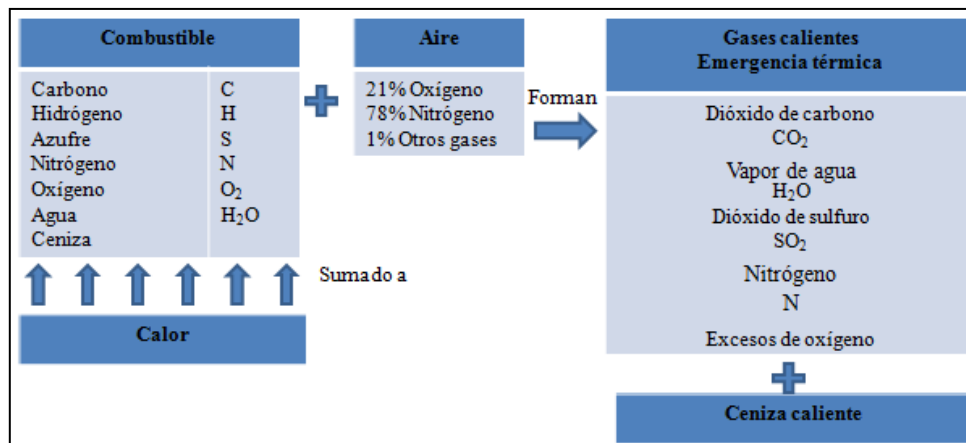 Combustible
Carbono C
Hidrógeno H
Azufre S
Nitrógeno N
Oxígeno O₂
Agua H₂O
Ceniza
Sumado a
Calor
Aire
21% Oxígeno
78% Nitrógeno
1% Otros gases
Forman
Gases calientes
Emergencia térmica
Dióxido de carbono
CO₂
Vapor de agua
H₂O
Dióxido de sulfuro
SO₂
Nitrógeno
N
Excesos de oxígeno
Ceniza caliente